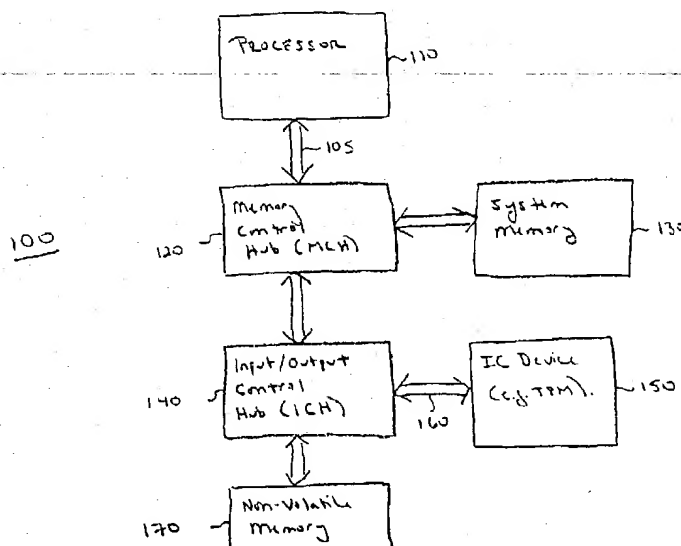 PROCESSOR
110
105
100
Memory
Control
Hub (MCH)
120
System
Memory
130
Input/Output
Control
Hub (ICH)
140
IC Device
(e.g. TPM).
150
160
Non-Volatile
Memory
170